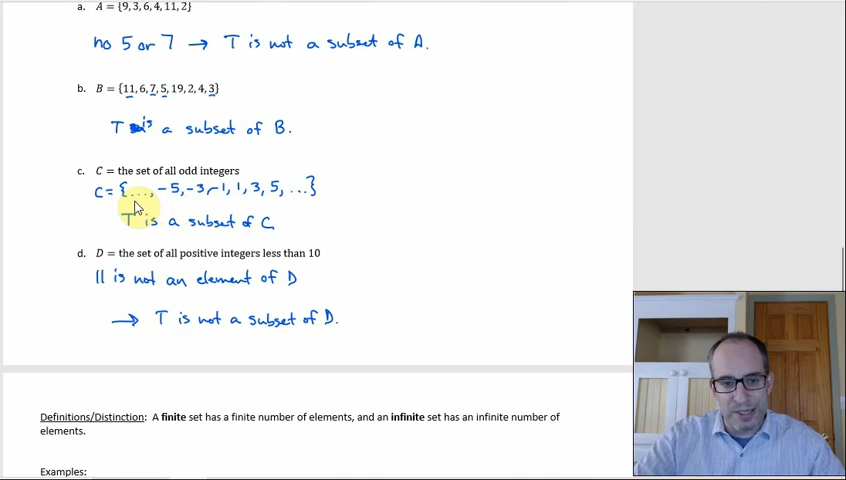 a. A = {9, 3, 6, 4, 11, 2}
no 5 or 7 → T is not a subset of A.
b. B = {11, 6, 7, 5, 19, 2, 4, 3}
T is a subset of B.
c. C = the set of all odd integers
C = {..., -5, -3, -1, 1, 3, 5, ...}
T is a subset of C
d. D = the set of all positive integers less than 10
11 is not an element of D
→ T is not a subset of D.
Definitions/Distinction: A finite set has a finite number of elements, and an infinite set has an infinite number of
elements.
Examples: